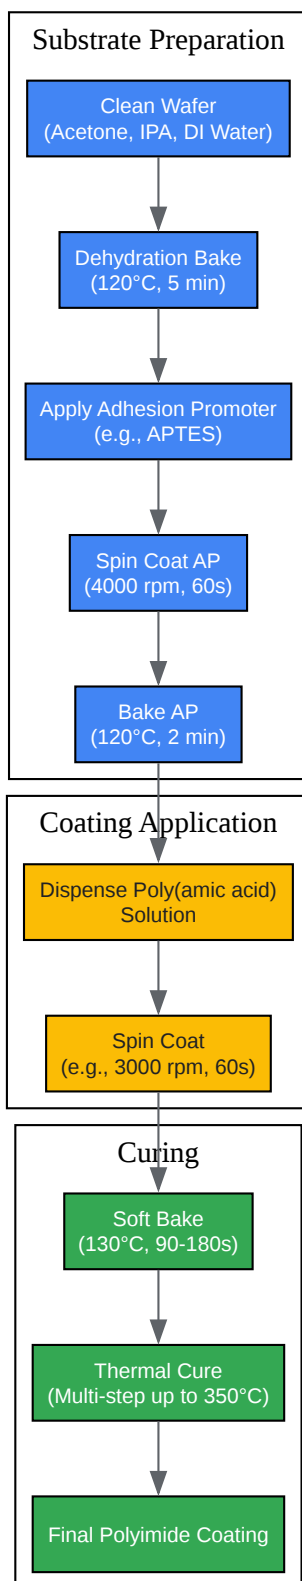 Substrate Preparation
Clean Wafer
(Acetone, IPA, DI Water)
Dehydration Bake
(120°C, 5 min)
Apply Adhesion Promoter
(e.g., APTES)
Spin Coat AP
(4000 rpm, 60s)
Bake AP
(120°C, 2 min)
Coating Application
Dispense Poly(amic acid)
Solution
Spin Coat
(e.g., 3000 rpm, 60s)
Curing
Soft Bake
(130°C, 90-180s)
Thermal Cure
(Multi-step up to 350°C)
Final Polyimide Coating